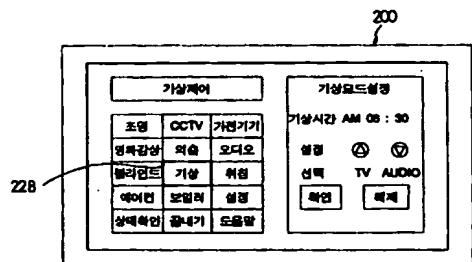 200
기상제어
조명 CCTV 가전기기
영화감상 외출 오디오
블라인드 기상 취침
에어컨 보일러 설정
상태확인 끝내기 도움말
228
기상모드설정
기상시간 AM 08 : 30
설정
선택 TV AUDIO
확인 해제